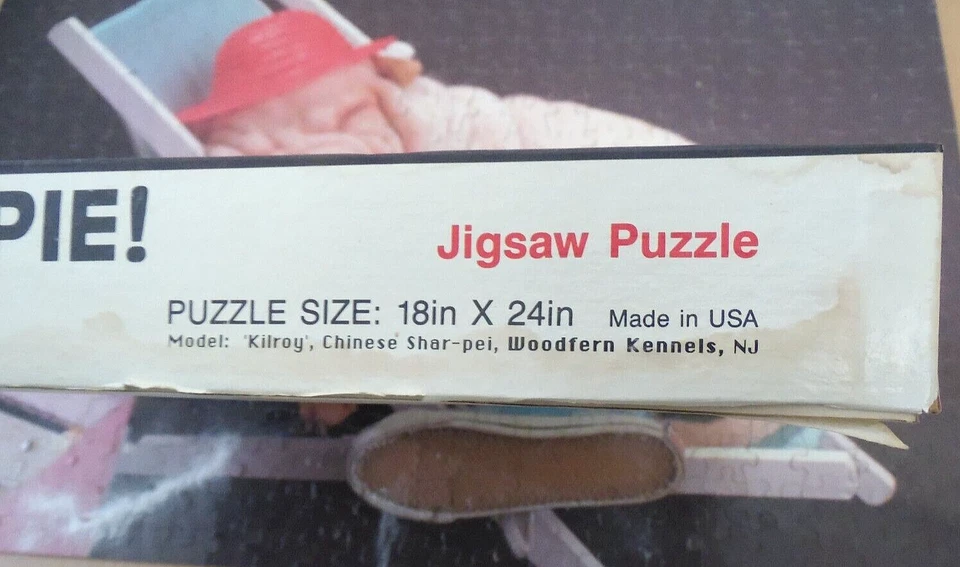 PIE!
Jigsaw Puzzle
PUZZLE SIZE: 18in X 24in Made in USA
Model: 'Kilroy', Chinese Shar-pei, Woodfern Kennels, NJ